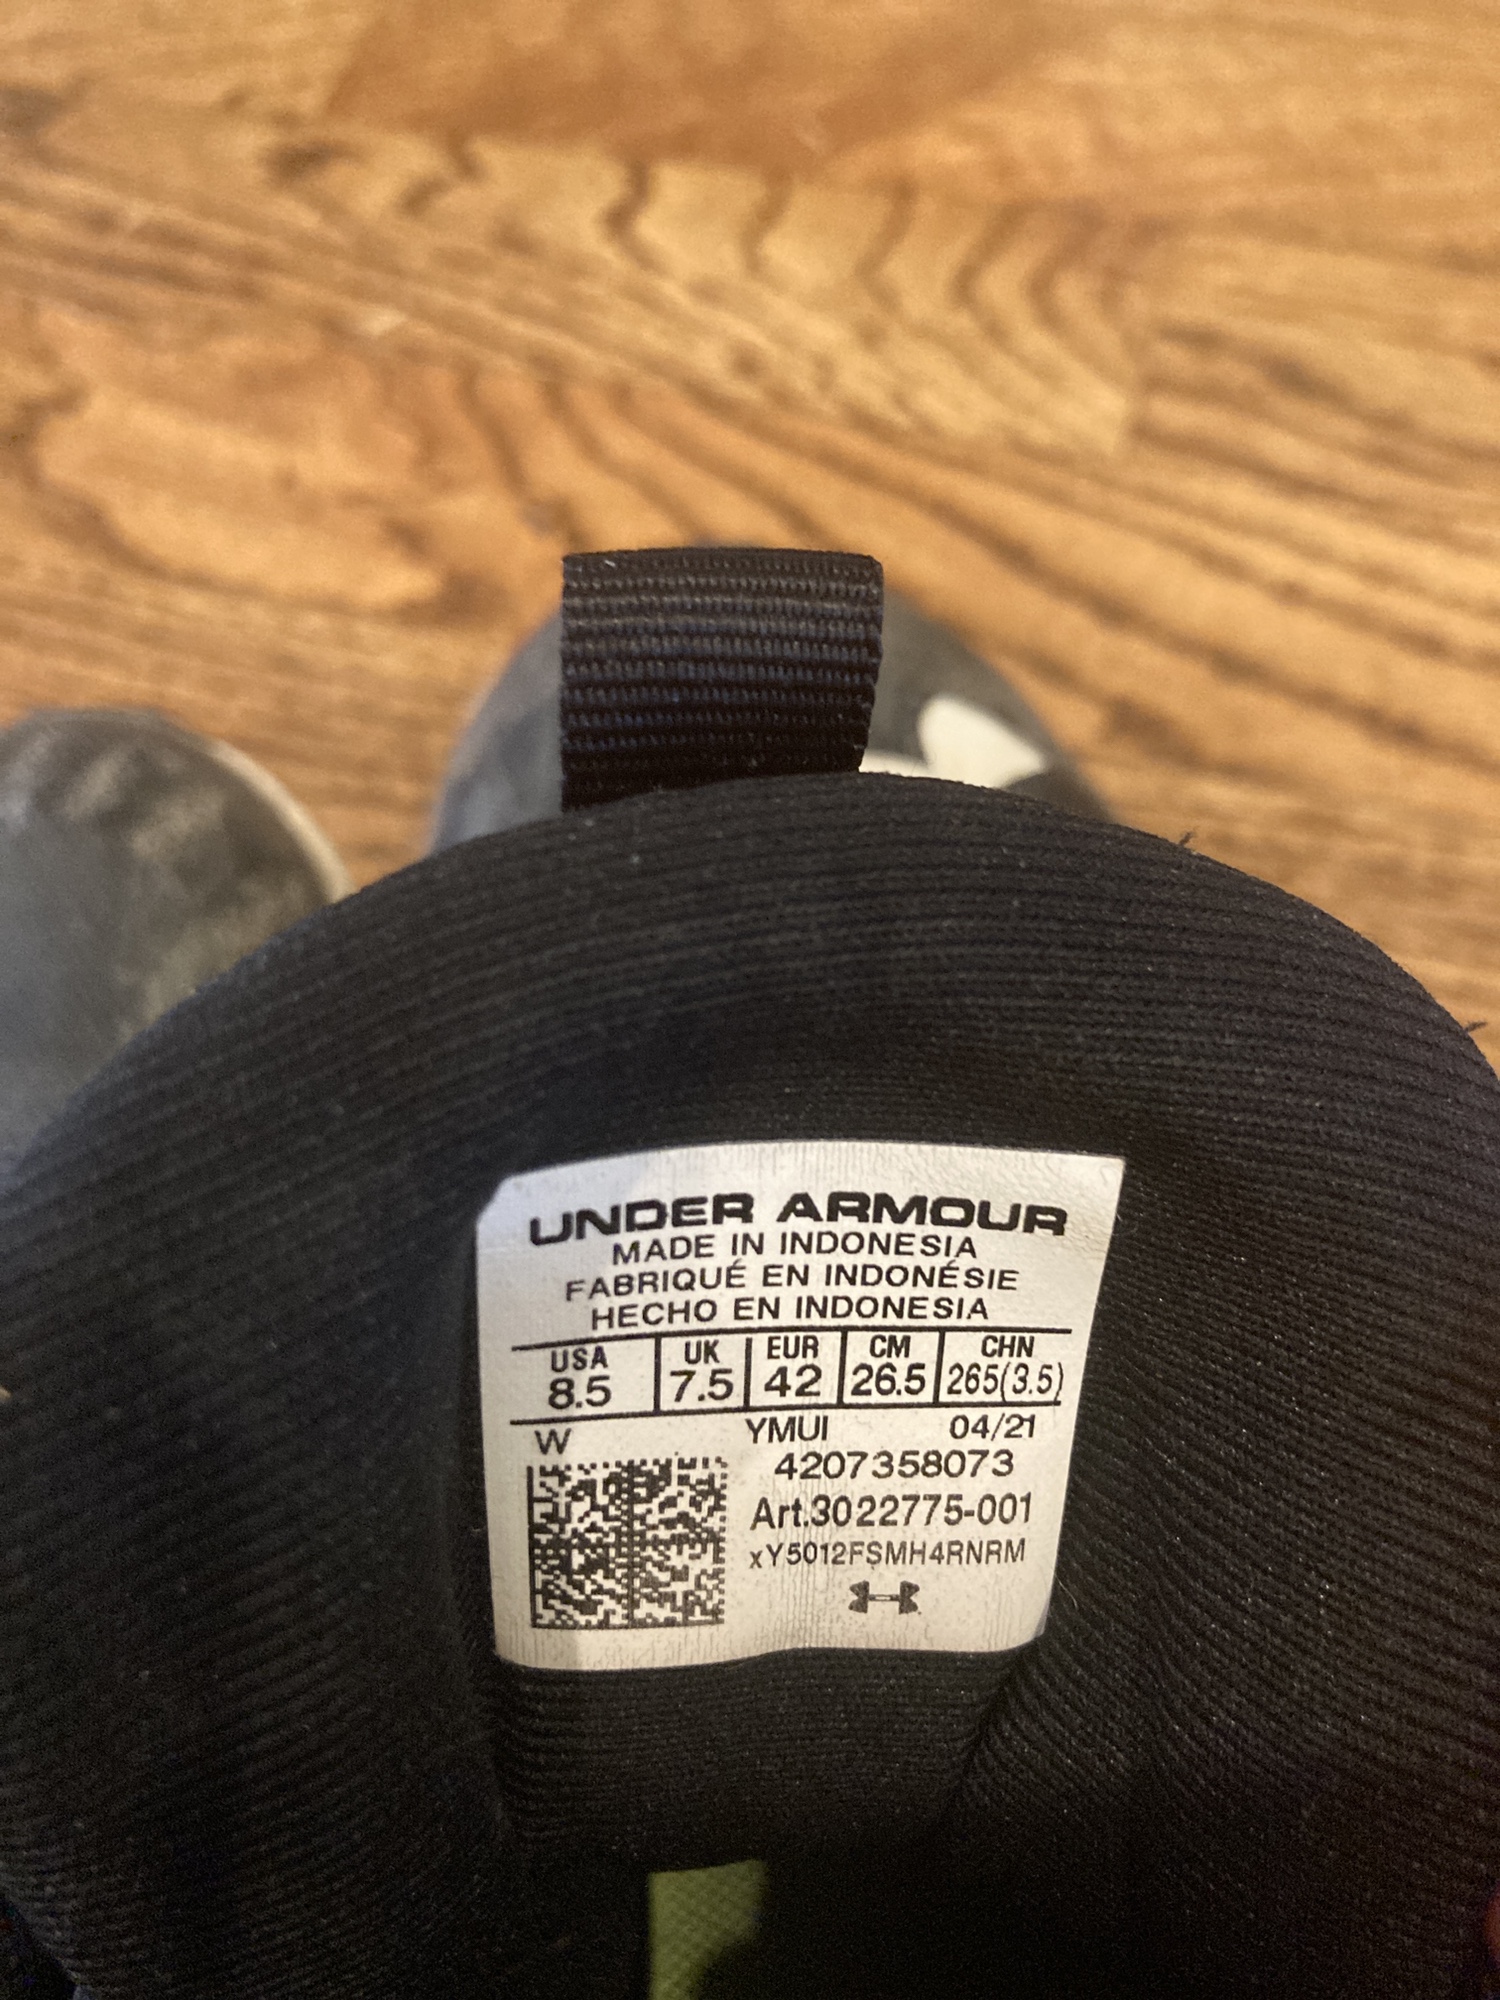 UNDER ARMOUR
MADE IN INDONESIA
FABRIQUÉ EN INDONÉSIE
HECHO EN INDONESIA
USA UK EUR CM CHN
8.5 7.5 42 26.5 265(3.5)
W YMUI 04/21
4207358073
Art.3022775-001
xY5012FSMH4RNRM